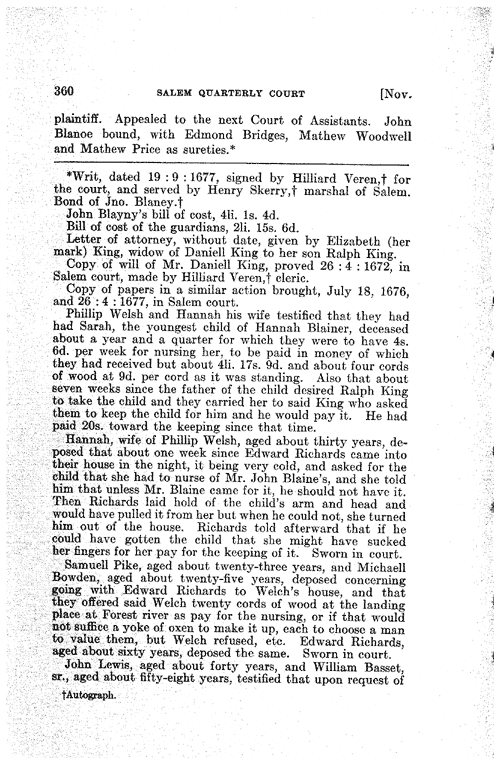 360 SALEM QUARTERLY COURT [Nov.
plaintiff. Appealed to the next Court of Assistants. John
Blanoe bound, with Edmond Bridges, Mathew Woodwell
and Mathew Price as sureties.*
*Writ, dated 19 : 9 : 1677, signed by Hilliard Veren,† for
the court, and served by Henry Skerry,† marshal of Salem.
Bond of Jno. Blaney.†
John Blayny's bill of cost, 4li. 1s. 4d.
Bill of cost of the guardians, 2li. 15s. 6d.
Letter of attorney, without date, given by Elizabeth (her
mark) King, widow of Daniell King to her son Ralph King.
Copy of will of Mr. Daniell King, proved 26 : 4 : 1672, in
Salem court, made by Hilliard Veren,† cleric.
Copy of papers in a similar action brought, July 18, 1676,
and 26 : 4 : 1677, in Salem court.
Phillip Welsh and Hannah his wife testified that they had
had Sarah, the youngest child of Hannah Blainer, deceased
about a year and a quarter for which they were to have 4s.
6d. per week for nursing her, to be paid in money of which
they had received but about 4li. 17s. 9d. and about four cords
of wood at 9d. per cord as it was standing. Also that about
seven weeks since the father of the child desired Ralph King
to take the child and they carried her to said King who asked
them to keep the child for him and he would pay it. He had
paid 20s. toward the keeping since that time.
Hannah, wife of Phillip Welsh, aged about thirty years, de-
posed that about one week since Edward Richards came into
their house in the night, it being very cold, and asked for the
child that she had to nurse of Mr. John Blaine's, and she told
him that unless Mr. Blaine came for it, he should not have it.
Then Richards laid hold of the child's arm and head and
would have pulled it from her but when he could not, she turned
him out of the house. Richards told afterward that if he
could have gotten the child that she might have sucked
her fingers for her pay for the keeping of it. Sworn in court.
Samuell Pike, aged about twenty-three years, and Michaell
Bowden, aged about twenty-five years, deposed concerning
going with Edward Richards to Welch's house, and that
they offered said Welch twenty cords of wood at the landing
place at Forest river as pay for the nursing, or if that would
not suffice a yoke of oxen to make it up, each to choose a man
to value them, but Welch refused, etc. Edward Richards,
aged about sixty years, deposed the same. Sworn in court.
John Lewis, aged about forty years, and William Basset,
sr., aged about fifty-eight years, testified that upon request of
†Autograph.